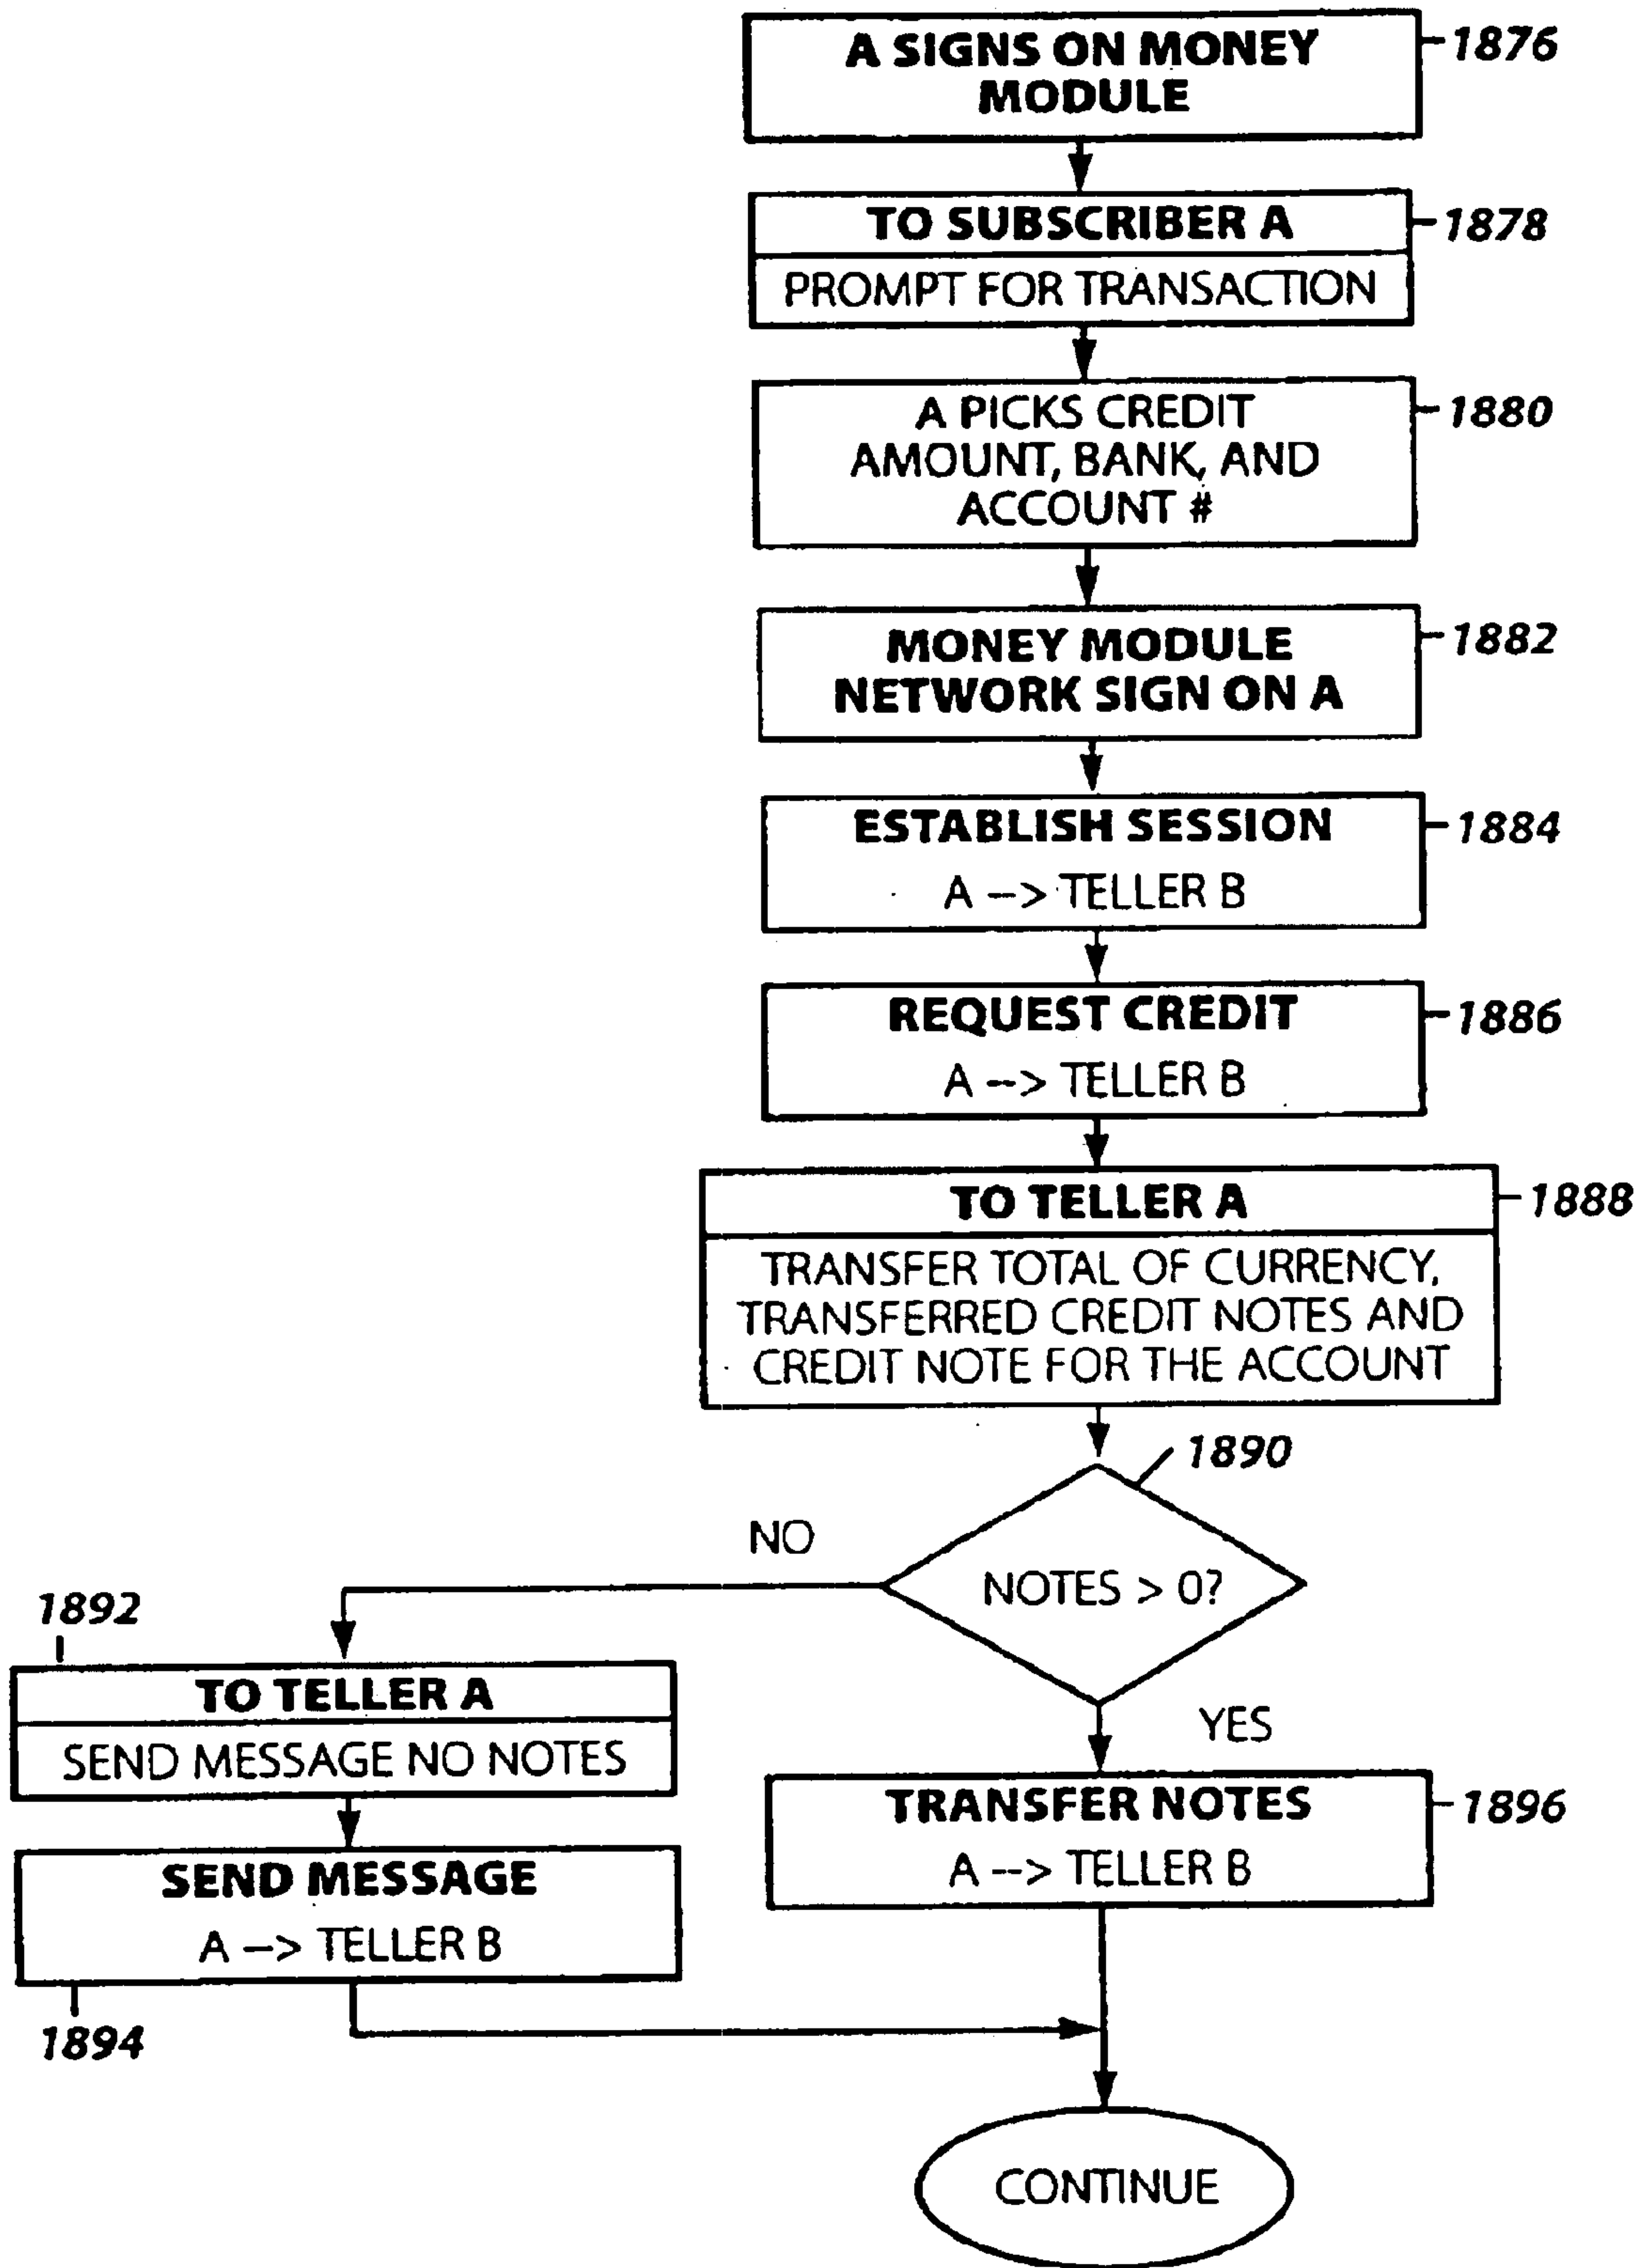 A SIGNS ON MONEY
MODULE
1876
TO SUBSCRIBER A
1878
PROMPT FOR TRANSACTION
A PICKS CREDIT
AMOUNT, BANK, AND
ACCOUNT #
1880
MONEY MODULE
NETWORK SIGN ON A
1882
ESTABLISH SESSION
A --> TELLER B
1884
REQUEST CREDIT
A --> TELLER B
1886
TO TELLER A
1888
TRANSFER TOTAL OF CURRENCY,
TRANSFERRED CREDIT NOTES AND
CREDIT NOTE FOR THE ACCOUNT
1890
NOTES > 0?
NO
YES
1892
TO TELLER A
SEND MESSAGE NO NOTES
SEND MESSAGE
A --> TELLER B
1894
TRANSFER NOTES
A --> TELLER B
1896
CONTINUE